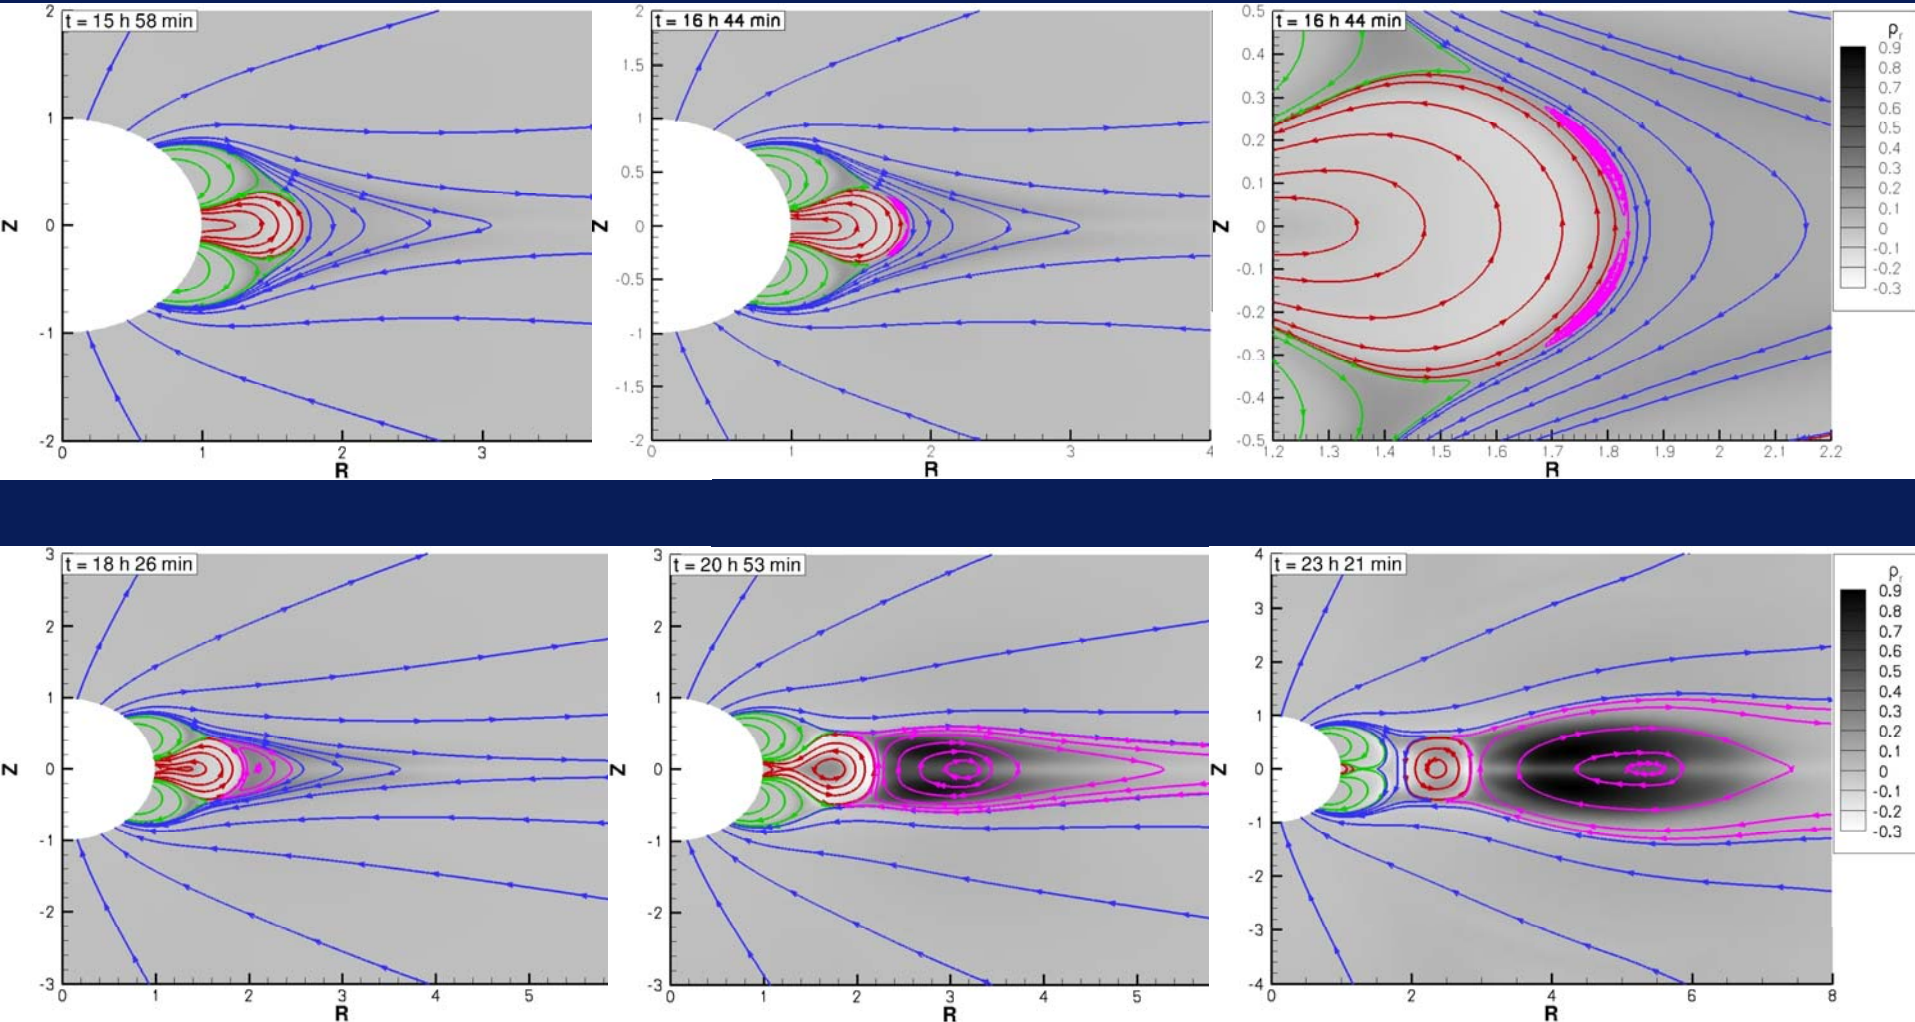 t = 15 h 58 min
2
1
0
-1
-2
Z
0 1 2 3
R
t = 16 h 44 min
2
1.5
1
0.5
0
-0.5
-1
-1.5
-2
Z
0 1 2 3 4
R
t = 16 h 44 min
0.5
0.4
0.3
0.2
0.1
0
-0.1
-0.2
-0.3
-0.4
-0.5
Z
1.2 1.3 1.4 1.5 1.6 1.7 1.8 1.9 2 2.1 2.2
R
ρr
0.9
0.8
0.7
0.6
0.5
0.4
0.3
0.2
0.1
0
-0.1
-0.2
-0.3
t = 18 h 26 min
3
2
1
0
-1
-2
-3
Z
0 1 2 3 4 5
R
t = 20 h 53 min
3
2
1
0
-1
-2
-3
Z
0 1 2 3 4 5
R
t = 23 h 21 min
4
3
2
1
0
-1
-2
-3
-4
Z
0 2 4 6 8
R
ρr
0.9
0.8
0.7
0.6
0.5
0.4
0.3
0.2
0.1
0
-0.1
-0.2
-0.3